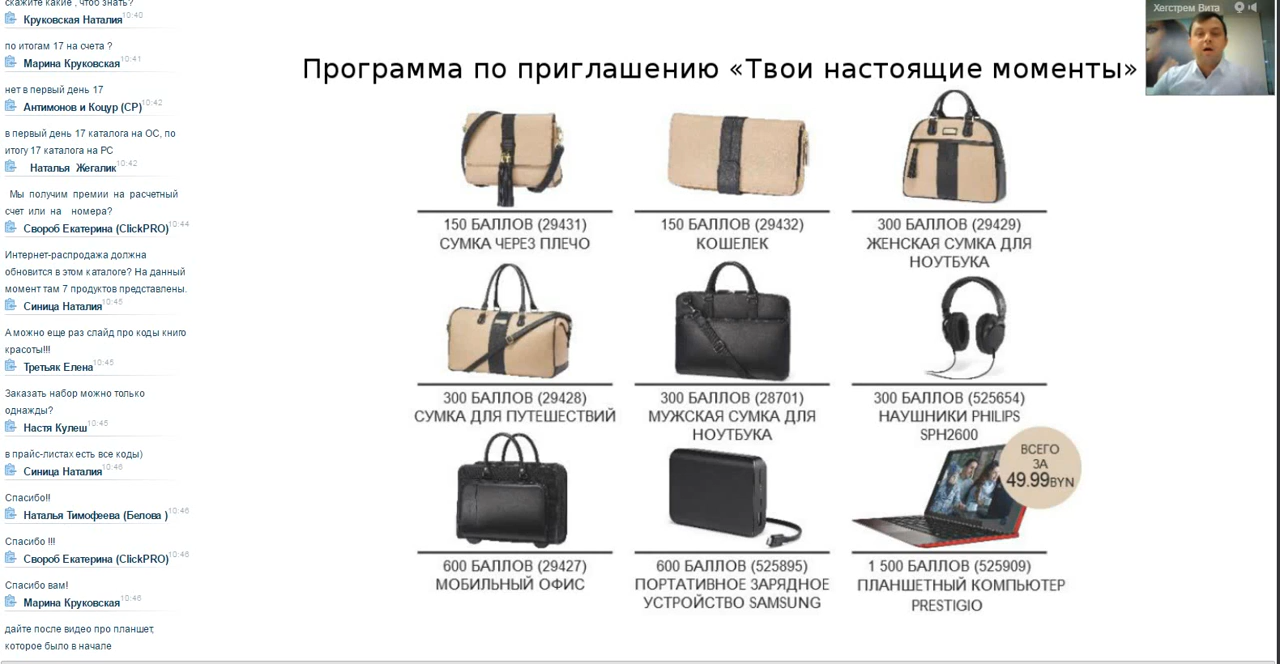 скажите какие , чтоб знать?
Круковская Наталия 10:40
по итогам 17 на счета ?
Марина Круковская 10:41
нет в первый день 17
Антимонов и Коцур (СР) 10:42
в первый день 17 каталога на ОС, по
итогу 17 каталога на РС
Наталья Жегалик 10:42
Мы получим премии на расчетный
счет или на номера?
Свороб Екатерина (ClickPRO) 10:44
Интернет-распродажа должна
обновится в этом каталоге? На данный
момент там 7 продуктов представлены.
Синица Наталия 10:45
А можно еще раз слайд про коды книго
красоты!!!
Третьяк Елена 10:45
Заказать набор можно только
однажды?
Настя Кулеш 10:45
в прайс-листах есть все коды)
Синица Наталия 10:46
Спасибо!!
Наталья Тимофеева (Белова ) 10:46
Спасибо !!!
Свороб Екатерина (ClickPRO) 10:46
Спасибо вам!
Марина Круковская 10:46
дайте после видео про планшет,
которое было в начале
Хегстрем Вита
Программа по приглашению «Твои настоящие моменты»
150 БАЛЛОВ (29431)
СУМКА ЧЕРЕЗ ПЛЕЧО
150 БАЛЛОВ (29432)
КОШЕЛЕК
300 БАЛЛОВ (29429)
ЖЕНСКАЯ СУМКА ДЛЯ
НОУТБУКА
300 БАЛЛОВ (29428)
СУМКА ДЛЯ ПУТЕШЕСТВИЙ
300 БАЛЛОВ (28701)
МУЖСКАЯ СУМКА ДЛЯ
НОУТБУКА
300 БАЛЛОВ (525654)
НАУШНИКИ PHILIPS
SPH2600
ВСЕГО
ЗА
49.99BYN
600 БАЛЛОВ (29427)
МОБИЛЬНЫЙ ОФИС
600 БАЛЛОВ (525895)
ПОРТАТИВНОЕ ЗАРЯДНОЕ
УСТРОЙСТВО SAMSUNG
1 500 БАЛЛОВ (525909)
ПЛАНШЕТНЫЙ КОМПЬЮТЕР
PRESTIGIO